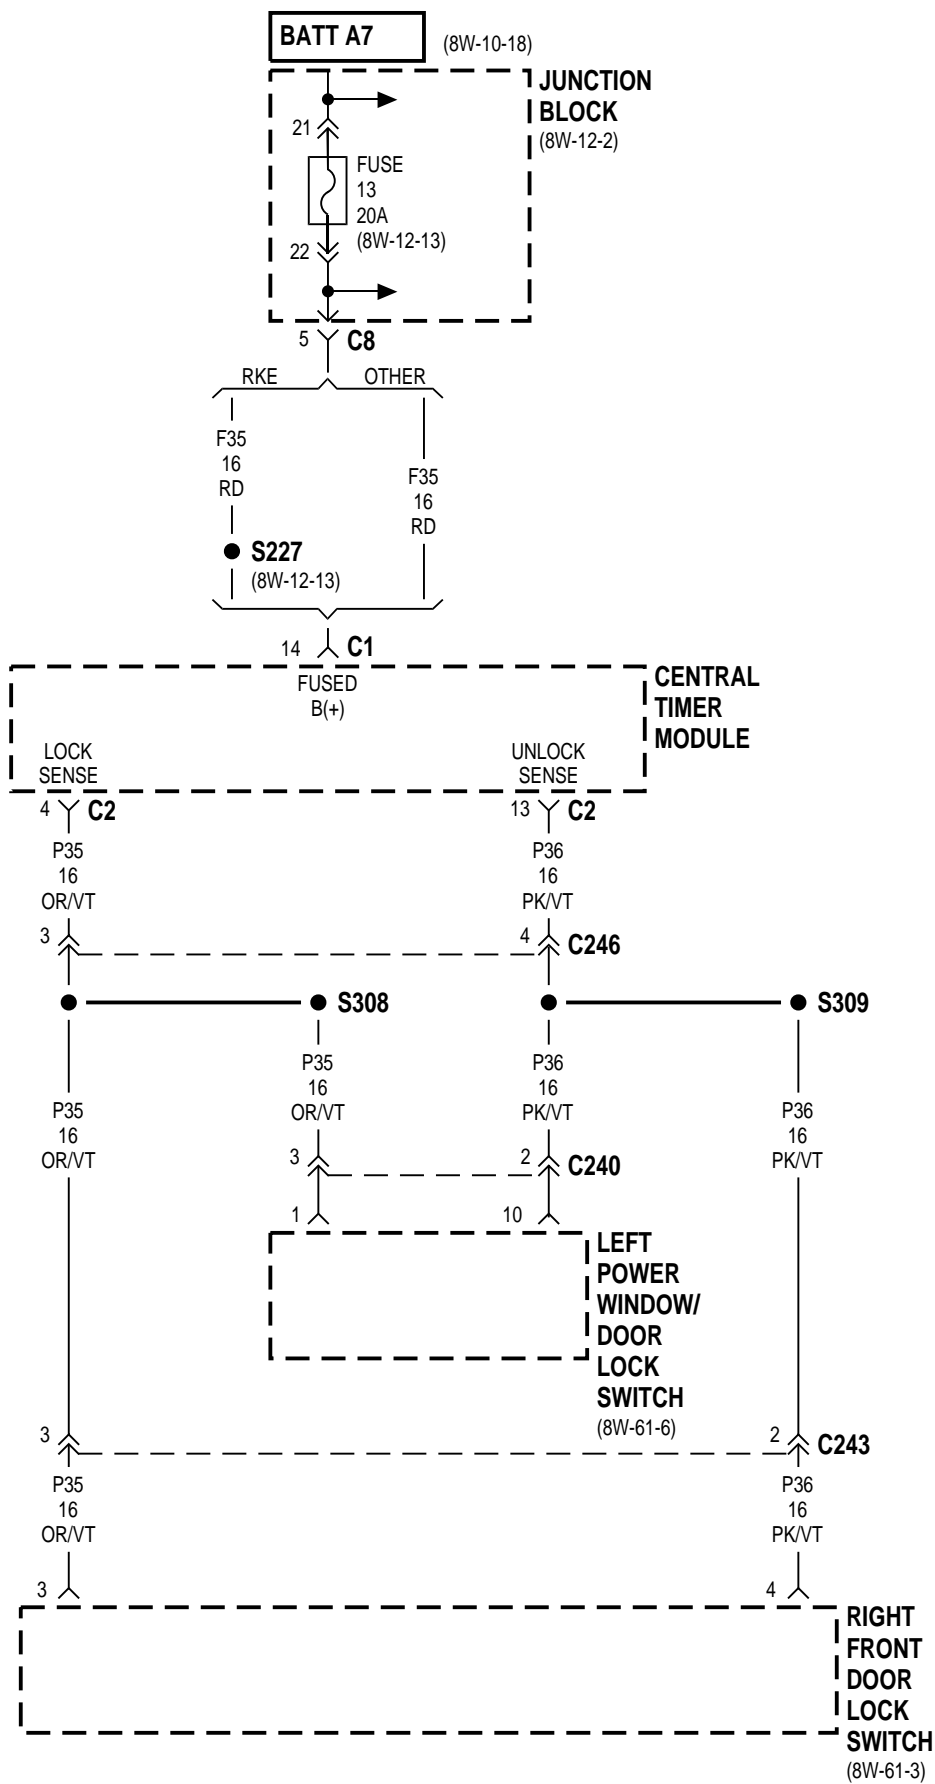 BATT A7
(8W-10-18)
JUNCTION
BLOCK
(8W-12-2)
21
FUSE
13
20A
(8W-12-13)
22
5
C8
RKE
OTHER
F35
16
RD
F35
16
RD
S227
(8W-12-13)
14
C1
FUSED
B(+)
CENTRAL
TIMER
MODULE
LOCK
SENSE
UNLOCK
SENSE
4
C2
13
C2
P35
16
OR/VT
P36
16
PK/VT
3
4
C246
S308
S309
P35
16
OR/VT
P35
16
OR/VT
P36
16
PK/VT
P36
16
PK/VT
3
2
C240
1
10
LEFT
POWER
WINDOW/
DOOR
LOCK
SWITCH
(8W-61-6)
3
2
C243
P35
16
OR/VT
P36
16
PK/VT
3
4
RIGHT
FRONT
DOOR
LOCK
SWITCH
(8W-61-3)